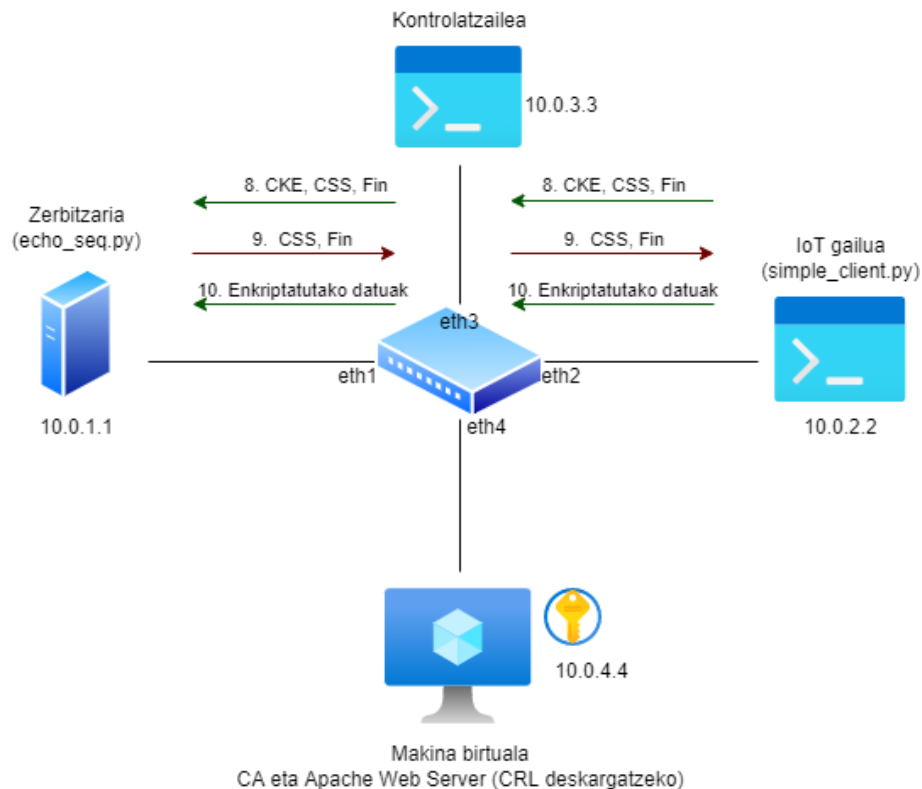 Kontrolatzailea
10.0.3.3
8. CKE, CSS, Fin
8. CKE, CSS, Fin
Zerbitzaria
(echo_seq.py)
9. CSS, Fin
9. CSS, Fin
IoT gailua
(simple_client.py)
10. Enkriptatutako datuak
10. Enkriptatutako datuak
eth3
eth1
eth2
10.0.1.1
eth4
10.0.2.2
10.0.4.4
Makina birtuala
CA eta Apache Web Server (CRL deskargatzeko)